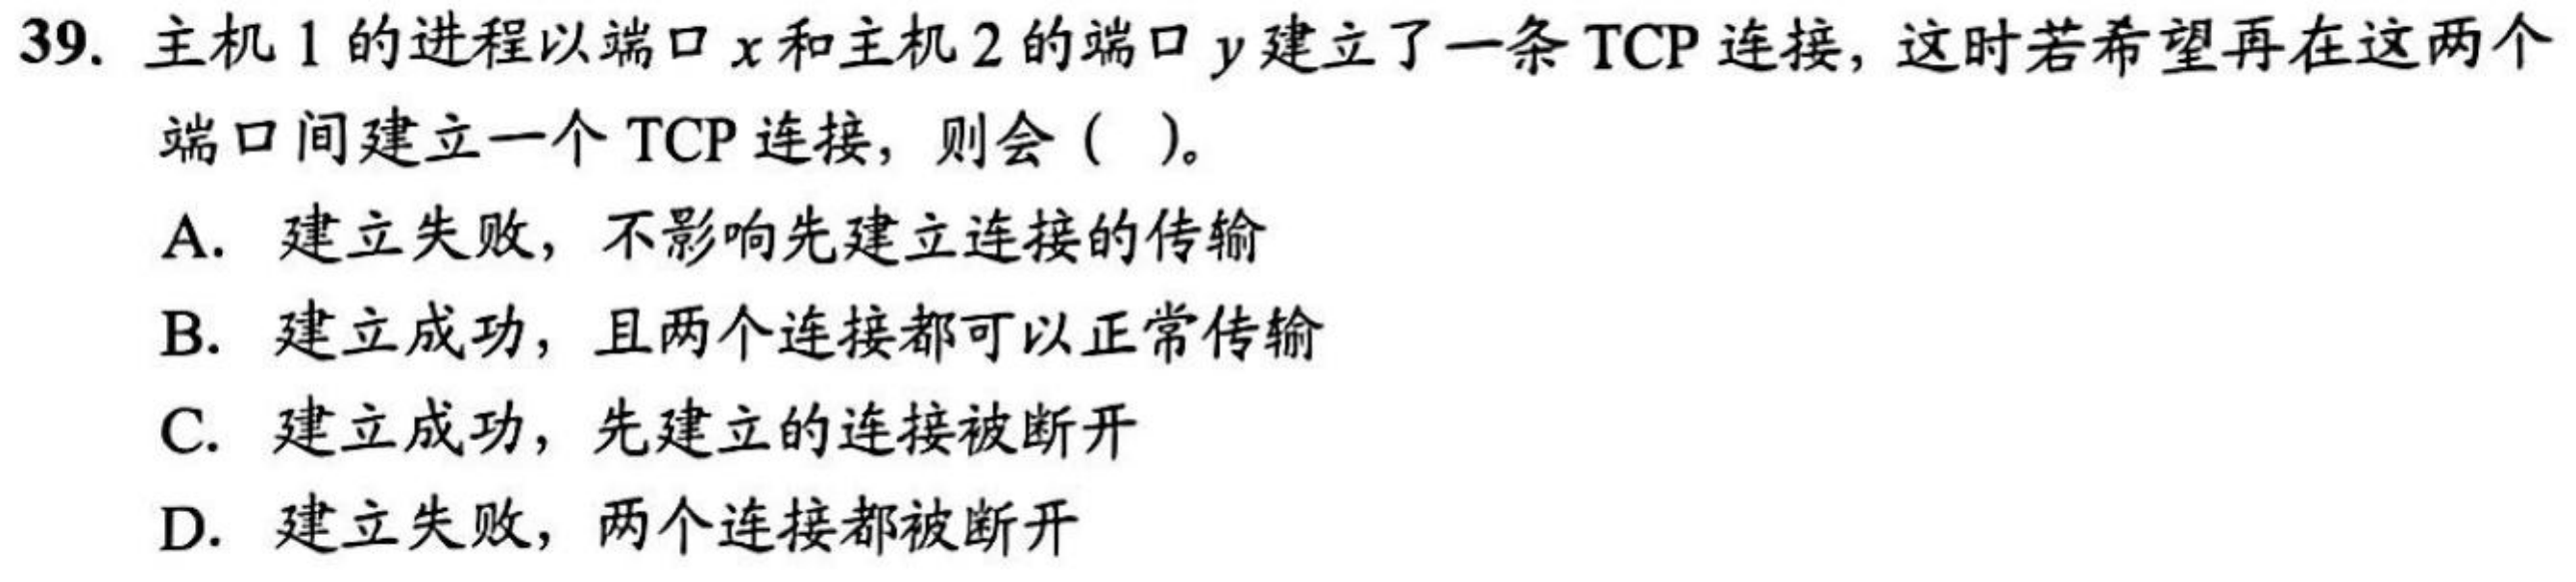 39. 主机 1 的进程以端口 x 和主机 2 的端口 y 建立了一条 TCP 连接，这时若希望再在这两个
端口间建立一个 TCP 连接，则会（ ）。
A. 建立失败，不影响先建立连接的传输
B. 建立成功，且两个连接都可以正常传输
C. 建立成功，先建立的连接被断开
D. 建立失败，两个连接都被断开